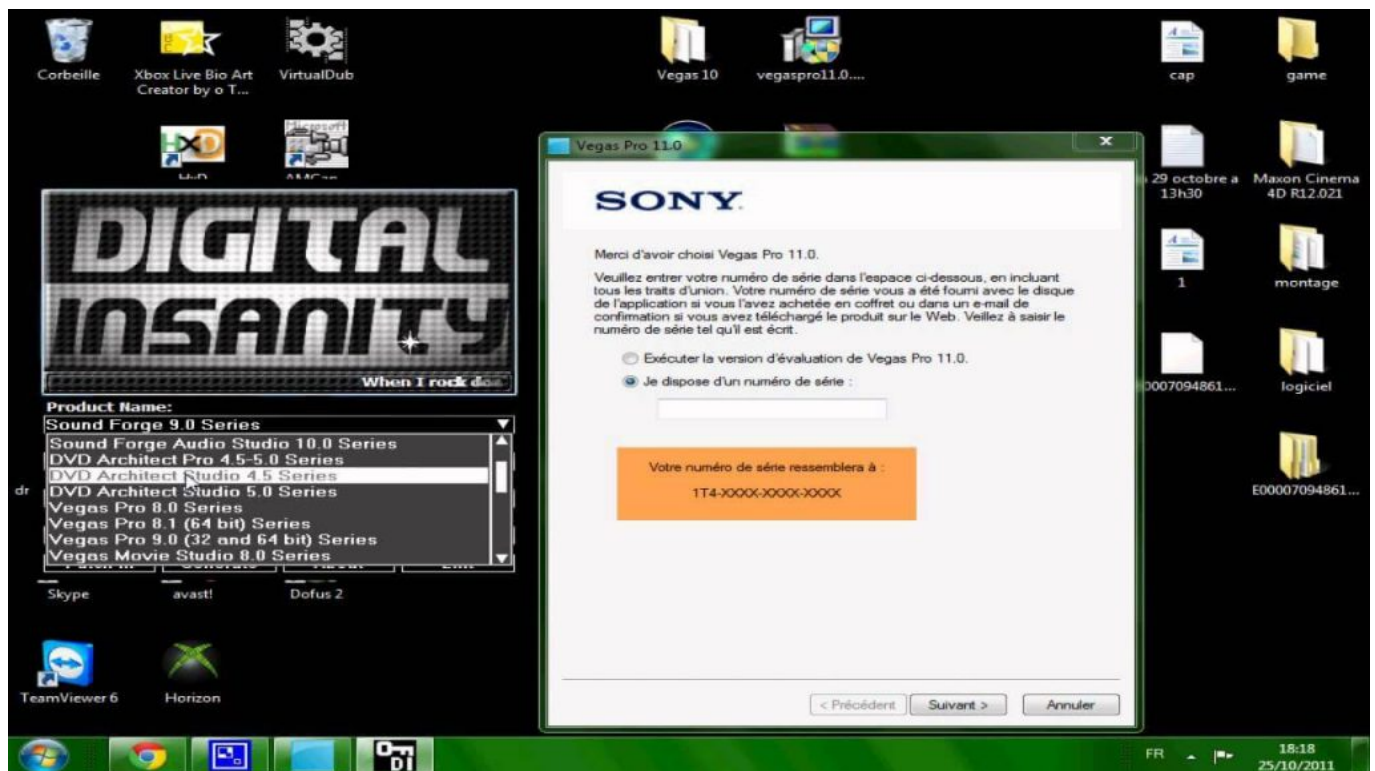 Corbeille
Xbox Live Bio Art
Creator by o T...
VirtualDub
Vegas 10
vegaspro11.0....
cap
game
HxD
Microsoft
Vegas Pro 11.0
x
29 octobre a
13h30
Maxon Cinema
4D R12.021
DIGITAL
INSANITY
When I rock
SONY
Merci d'avoir choisi Vegas Pro 11.0.
Veuillez entrer votre numéro de série dans l'espace ci-dessous, en incluant
tous les traits d'union. Votre numéro de série vous a été fourni avec le disque
de l'application si vous l'avez achetée en coffret ou dans un e-mail de
confirmation si vous avez téléchargé le produit sur le Web. Veillez à saisir le
numéro de série tel qu'il est écrit.
Exécuter la version d'évaluation de Vegas Pro 11.0.
Je dispose d'un numéro de série :
Votre numéro de série ressemblera à :
1T4-XXXX-XXXX-XXXX
1
montage
0007094861...
logiciel
E00007094861...
Product Name:
Sound Forge 9.0 Series
Sound Forge Audio Studio 10.0 Series
DVD Architect Pro 4.5-5.0 Series
DVD Architect Studio 4.5 Series
DVD Architect Studio 5.0 Series
Vegas Pro 8.0 Series
Vegas Pro 8.1 (64 bit) Series
Vegas Pro 9.0 (32 and 64 bit) Series
Vegas Movie Studio 8.0 Series
dr
Skype
avast!
Dofus 2
TeamViewer 6
Horizon
< Précédent
Suivant >
Annuler
DI
FR
18:18
25/10/2011